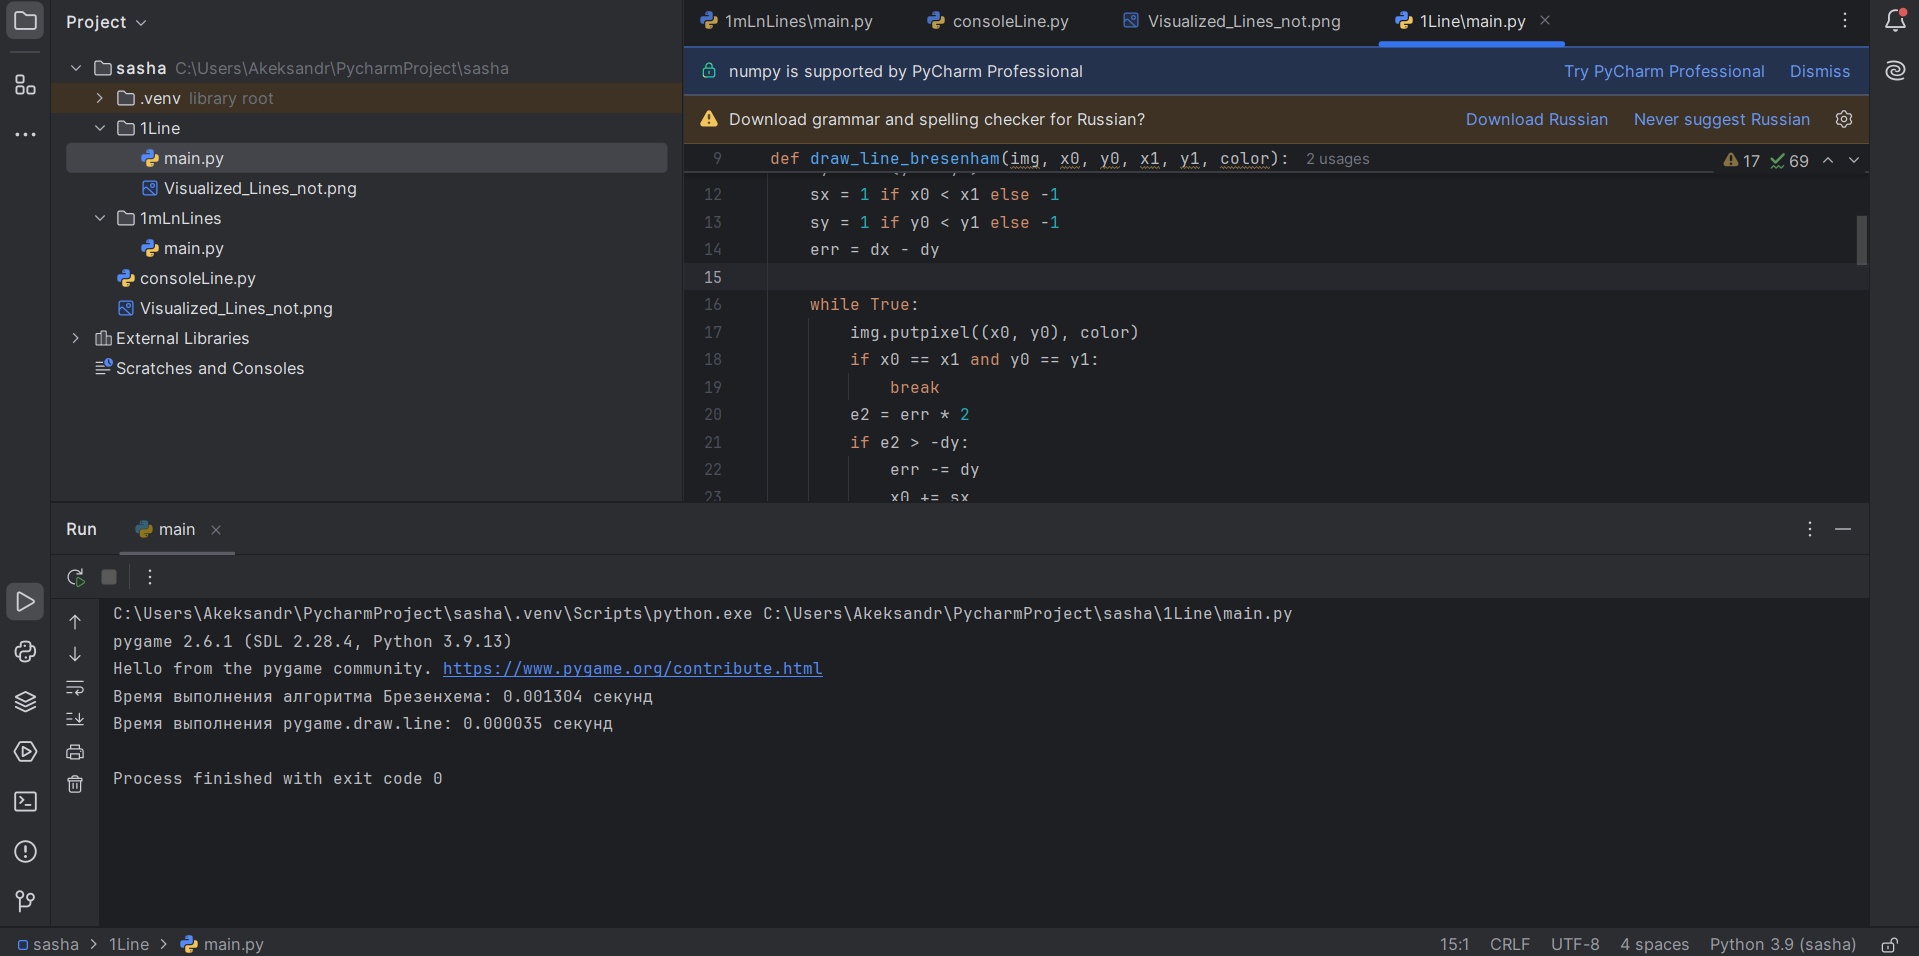 Project
sasha C:\Users\Akeksandr\PycharmProject\sasha
.venv library root
1Line
main.py
Visualized_Lines_not.png
1mLnLines
main.py
consoleLine.py
Visualized_Lines_not.png
External Libraries
Scratches and Consoles
1mLnLines\main.py consoleLine.py Visualized_Lines_not.png 1Line\main.py
numpy is supported by PyCharm Professional Try PyCharm Professional Dismiss
Download grammar and spelling checker for Russian? Download Russian Never suggest Russian
9 def draw_line_bresenham(img, x0, y0, x1, y1, color): 2 usages 17 69
12 sx = 1 if x0 < x1 else -1
13 sy = 1 if y0 < y1 else -1
14 err = dx - dy
15
16 while True:
17 img.putpixel((x0, y0), color)
18 if x0 == x1 and y0 == y1:
19 break
20 e2 = err * 2
21 if e2 > -dy:
22 err -= dy
23 x0 += sx
Run main
C:\Users\Akeksandr\PycharmProject\sasha\.venv\Scripts\python.exe C:\Users\Akeksandr\PycharmProject\sasha\1Line\main.py
pygame 2.6.1 (SDL 2.28.4, Python 3.9.13)
Hello from the pygame community. https://www.pygame.org/contribute.html
Время выполнения алгоритма Брезенхема: 0.001304 секунд
Время выполнения pygame.draw.line: 0.000035 секунд
Process finished with exit code 0
sasha > 1Line > main.py 15:1 CRLF UTF-8 4 spaces Python 3.9 (sasha)